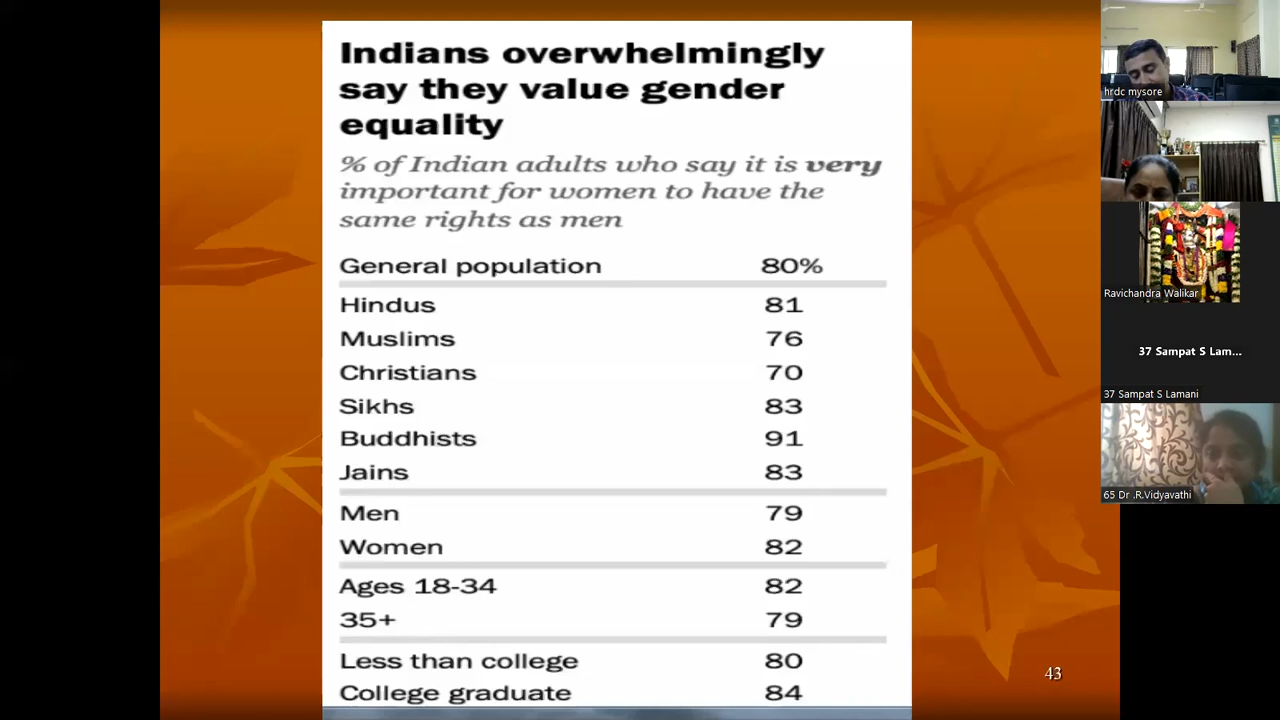 Indians overwhelmingly
say they value gender
equality
% of Indian adults who say it is very
important for women to have the
same rights as men
General population 80%
Hindus 81
Muslims 76
Christians 70
Sikhs 83
Buddhists 91
Jains 83
Men 79
Women 82
Ages 18-34 82
35+ 79
Less than college 80
College graduate 84
43
hrdc mysore
Ravichandra Walikar
37 Sampat S Lam...
37 Sampat S Lamani
65 Dr .R.Vidyavathi